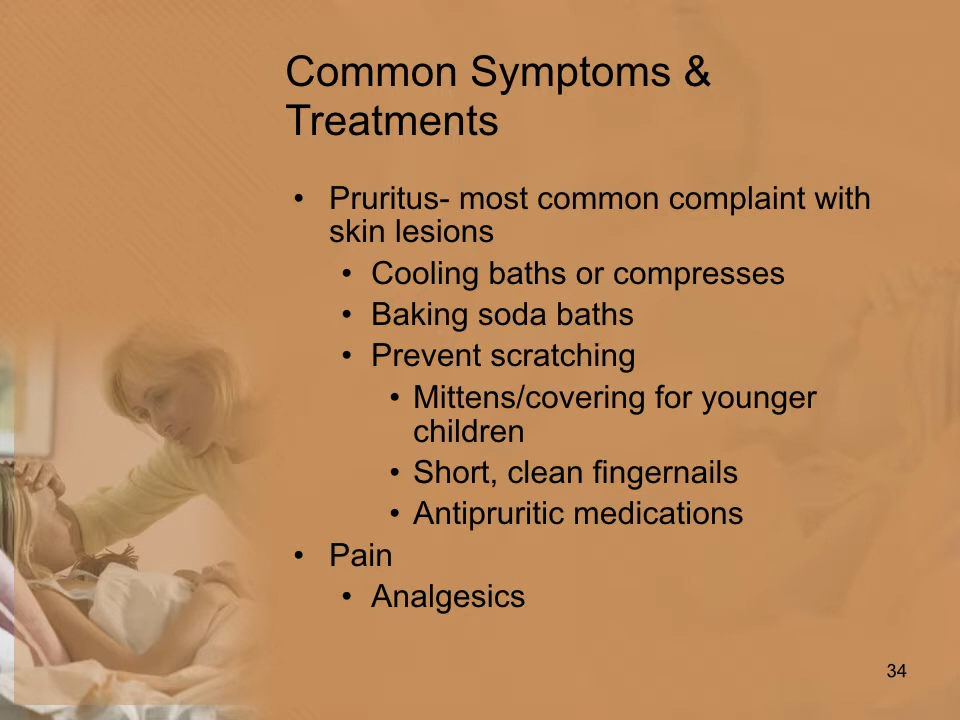 Common Symptoms &
Treatments
• Pruritus- most common complaint with
skin lesions
• Cooling baths or compresses
• Baking soda baths
• Prevent scratching
• Mittens/covering for younger
children
• Short, clean fingernails
• Antipruritic medications
• Pain
• Analgesics
34